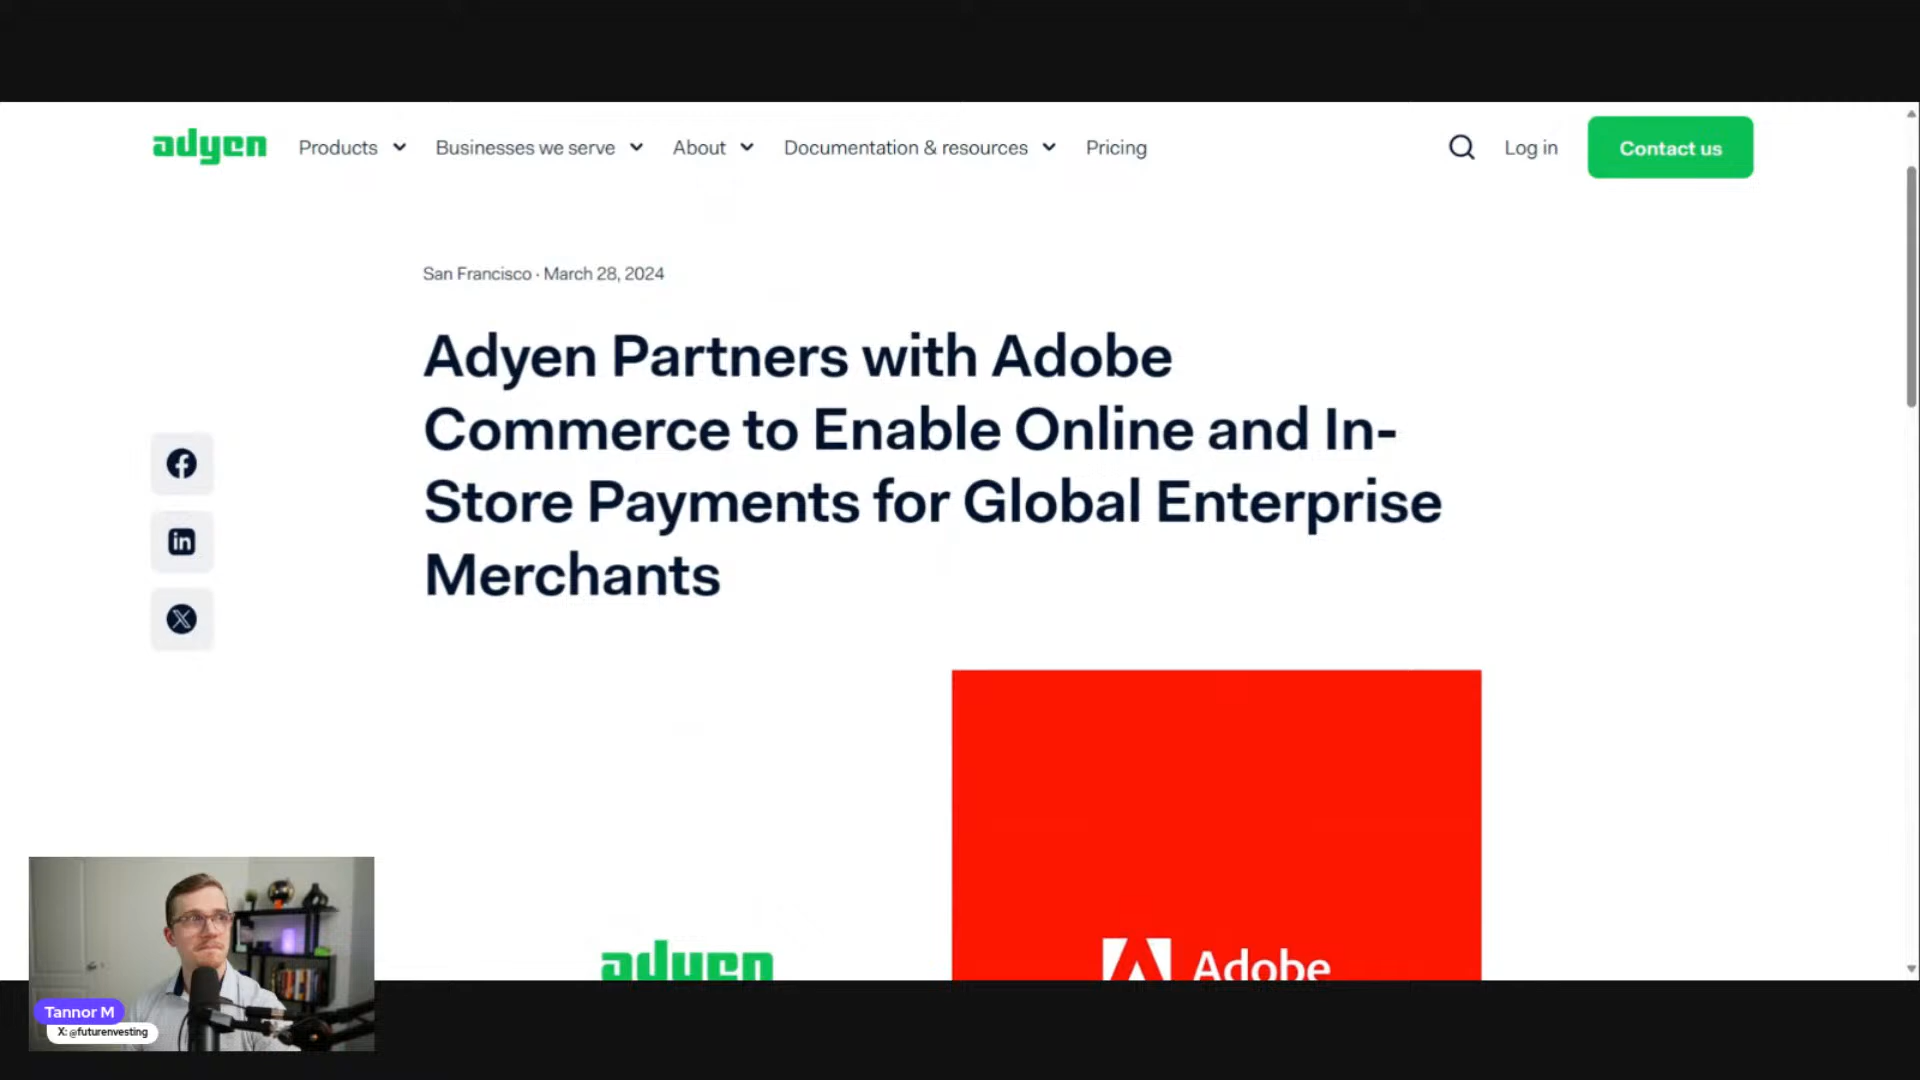 adyen
Products
Businesses we serve
About
Documentation & resources
Pricing
Log in
Contact us
San Francisco · March 28, 2024
Adyen Partners with Adobe
Commerce to Enable Online and In-
Store Payments for Global Enterprise
Merchants
adyen
Adobe
Tannor M
X: @futurenvesting